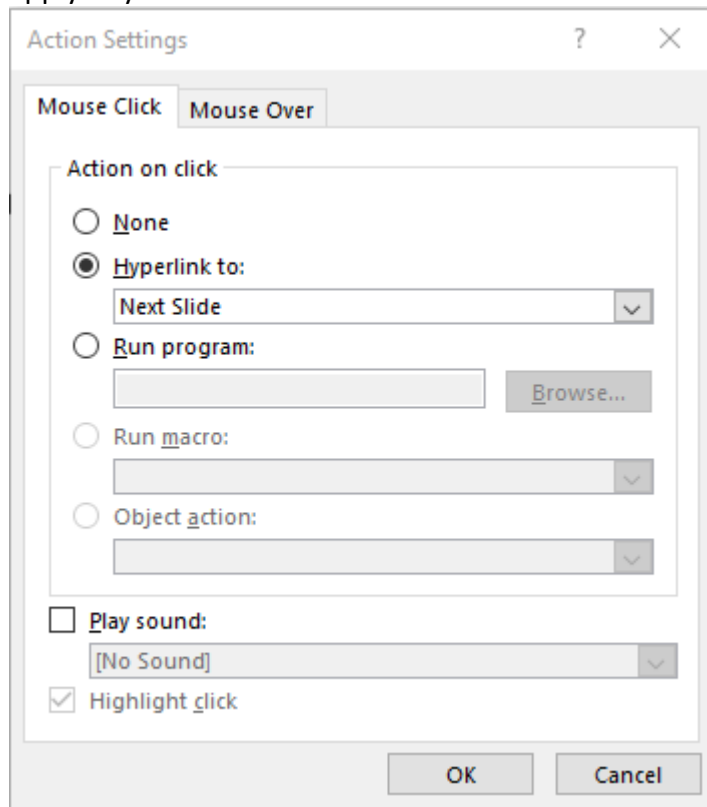 Action Settings ?
Mouse Click Mouse Over
Action on click
None
Hyperlink to:
Next Slide
Run program:
Browse...
Run macro:
Object action:
Play sound:
[No Sound]
Highlight click
OK Cancel